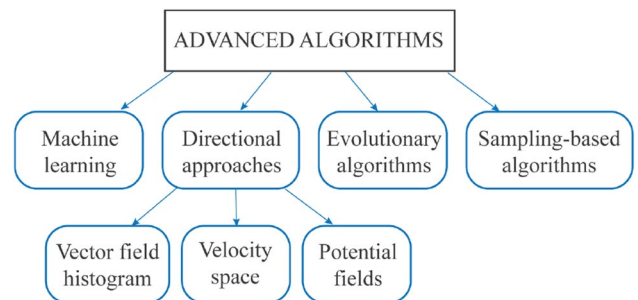 ADVANCED ALGORITHMS
Machine
learning
Directional
approaches
Evolutionary
algorithms
Sampling-based
algorithms
Vector field
histogram
Velocity
space
Potential
fields